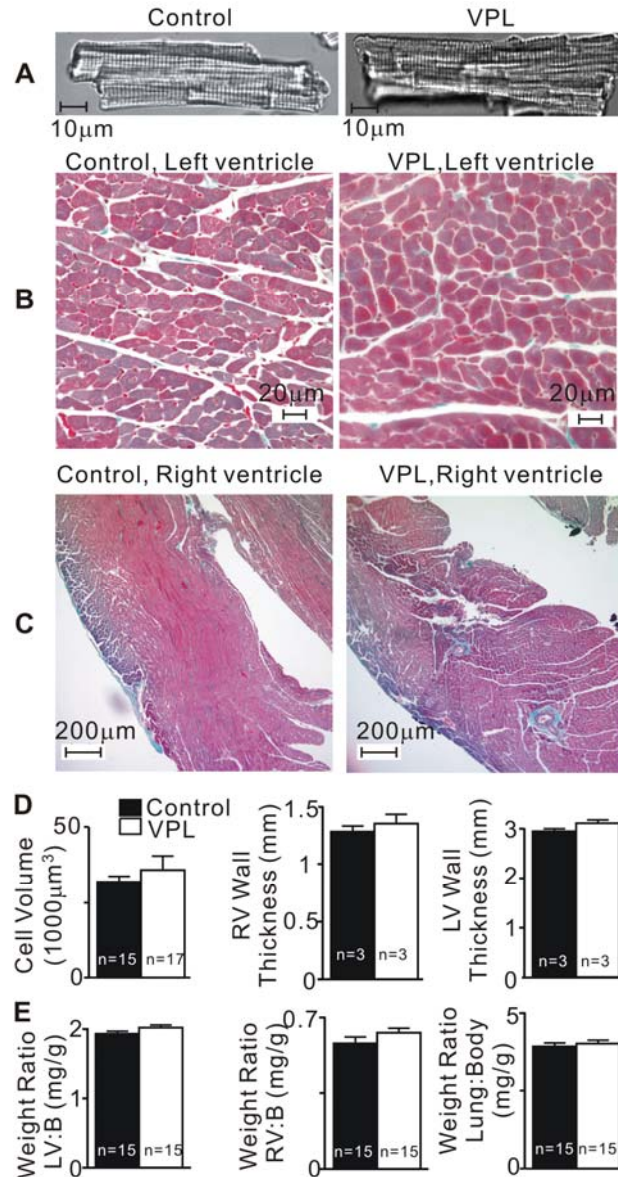 Control VPL
A
10μm 10μm
Control, Left ventricle VPL,Left ventricle
B
20μm 20μm
Control, Right ventricle VPL,Right ventricle
C
200μm 200μm
D
Control
VPL
Cell Volume
(1000μm³)
50
0
n=15 n=17
RV Wall
Thickness (mm)
1.5
1
0
n=3 n=3
LV Wall
Thickness (mm)
3
2
0
n=3 n=3
E
Weight Ratio
LV:B (mg/g)
2
1
0
n=15 n=15
Weight Ratio
RV:B (mg/g)
0.7
0
n=15 n=15
Weight Ratio
Lung:Body
(mg/g)
5
0
n=15 n=15